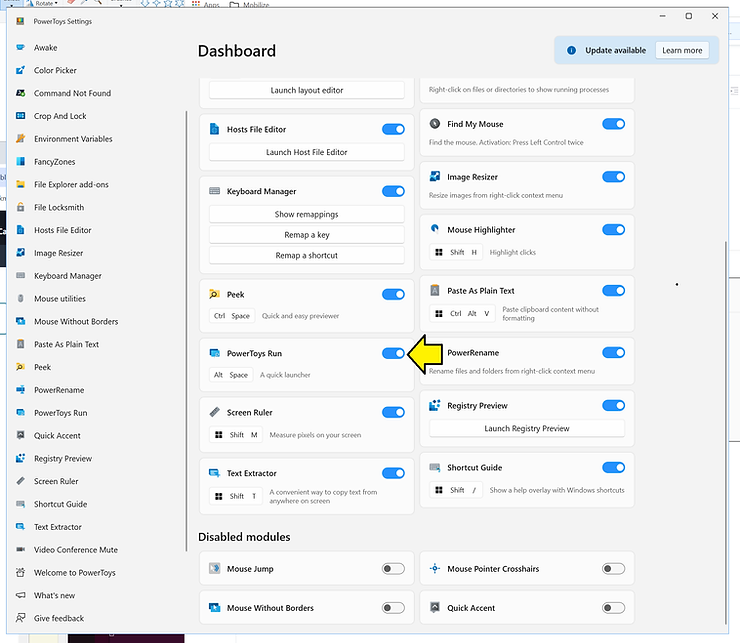 Rotate
Apps
Mobilize
PowerToys Settings
Awake
Color Picker
Command Not Found
Crop And Lock
Environment Variables
FancyZones
File Explorer add-ons
File Locksmith
Hosts File Editor
Image Resizer
Keyboard Manager
Mouse utilities
Mouse Without Borders
Paste As Plain Text
Peek
PowerRename
PowerToys Run
Quick Accent
Registry Preview
Screen Ruler
Shortcut Guide
Text Extractor
Video Conference Mute
Welcome to PowerToys
What's new
Give feedback
Dashboard
Update available
Learn more
Launch layout editor
Hosts File Editor
Launch Host File Editor
Keyboard Manager
Show remappings
Remap a key
Remap a shortcut
Peek
Ctrl Space Quick and easy previewer
PowerToys Run
Alt Space A quick launcher
Screen Ruler
Shift M Measure pixels on your screen
Text Extractor
Shift T A convenient way to copy text from
anywhere on screen
Right-click on files or directories to show running processes
Find My Mouse
Find the mouse. Activation: Press Left Control twice
Image Resizer
Resize images from right-click context menu
Mouse Highlighter
Shift H Highlight clicks
Paste As Plain Text
Ctrl Alt V Paste clipboard content without
formatting
PowerRename
Rename files and folders from right-click context menu
Registry Preview
Launch Registry Preview
Shortcut Guide
Shift / Show a help overlay with Windows shortcuts
Disabled modules
Mouse Jump
Mouse Pointer Crosshairs
Mouse Without Borders
Quick Accent